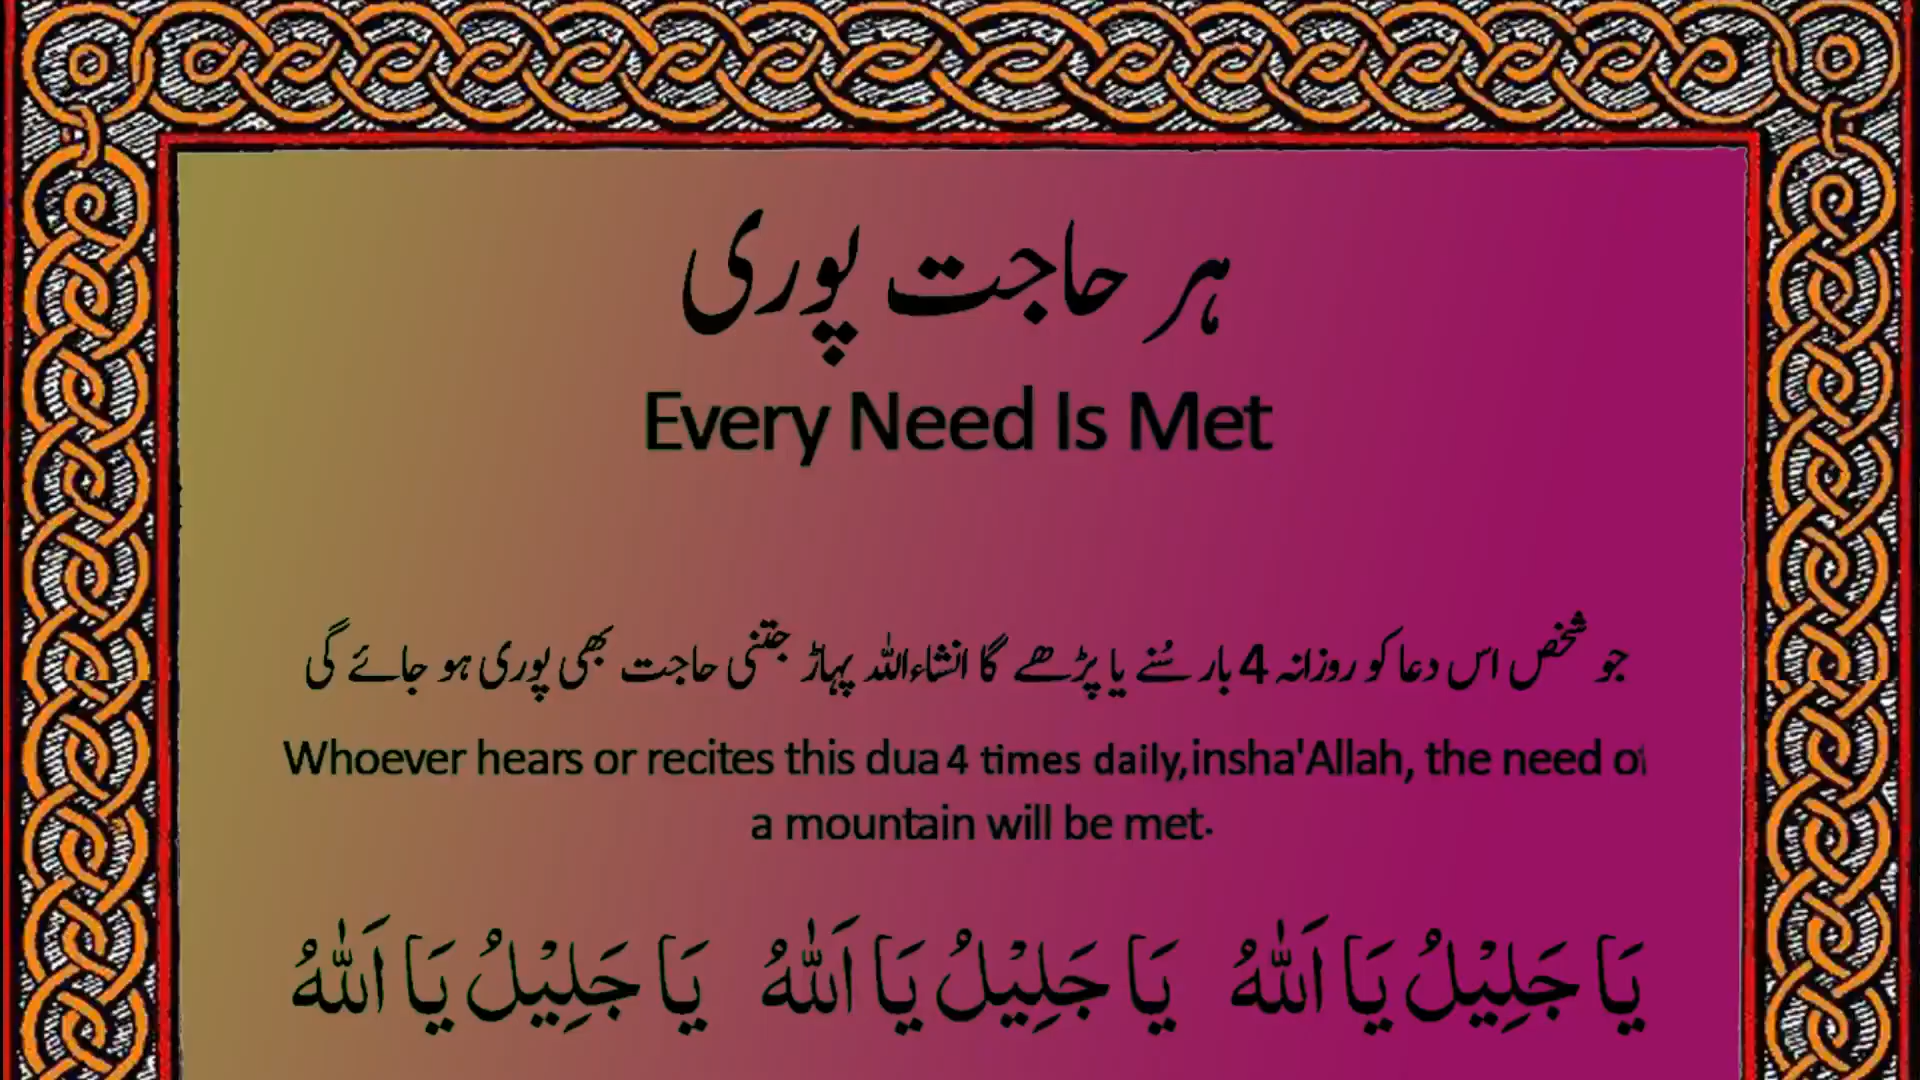 ہر حاجت پوری
Every Need Is Met
جو شخص اس دعا کو روزانہ 4 بار سُنے یا پڑھے گا انشاءاللہ پہاڑ جتنی حاجت بھی پوری ہو جائے گی
Whoever hears or recites this dua 4 times daily,insha'Allah, the need of
a mountain will be met.
يَا جَلِيْلُ يَا اَللّٰهُ يَا جَلِيْلُ يَا اَللّٰهُ يَا جَلِيْلُ يَا اَللّٰهُ